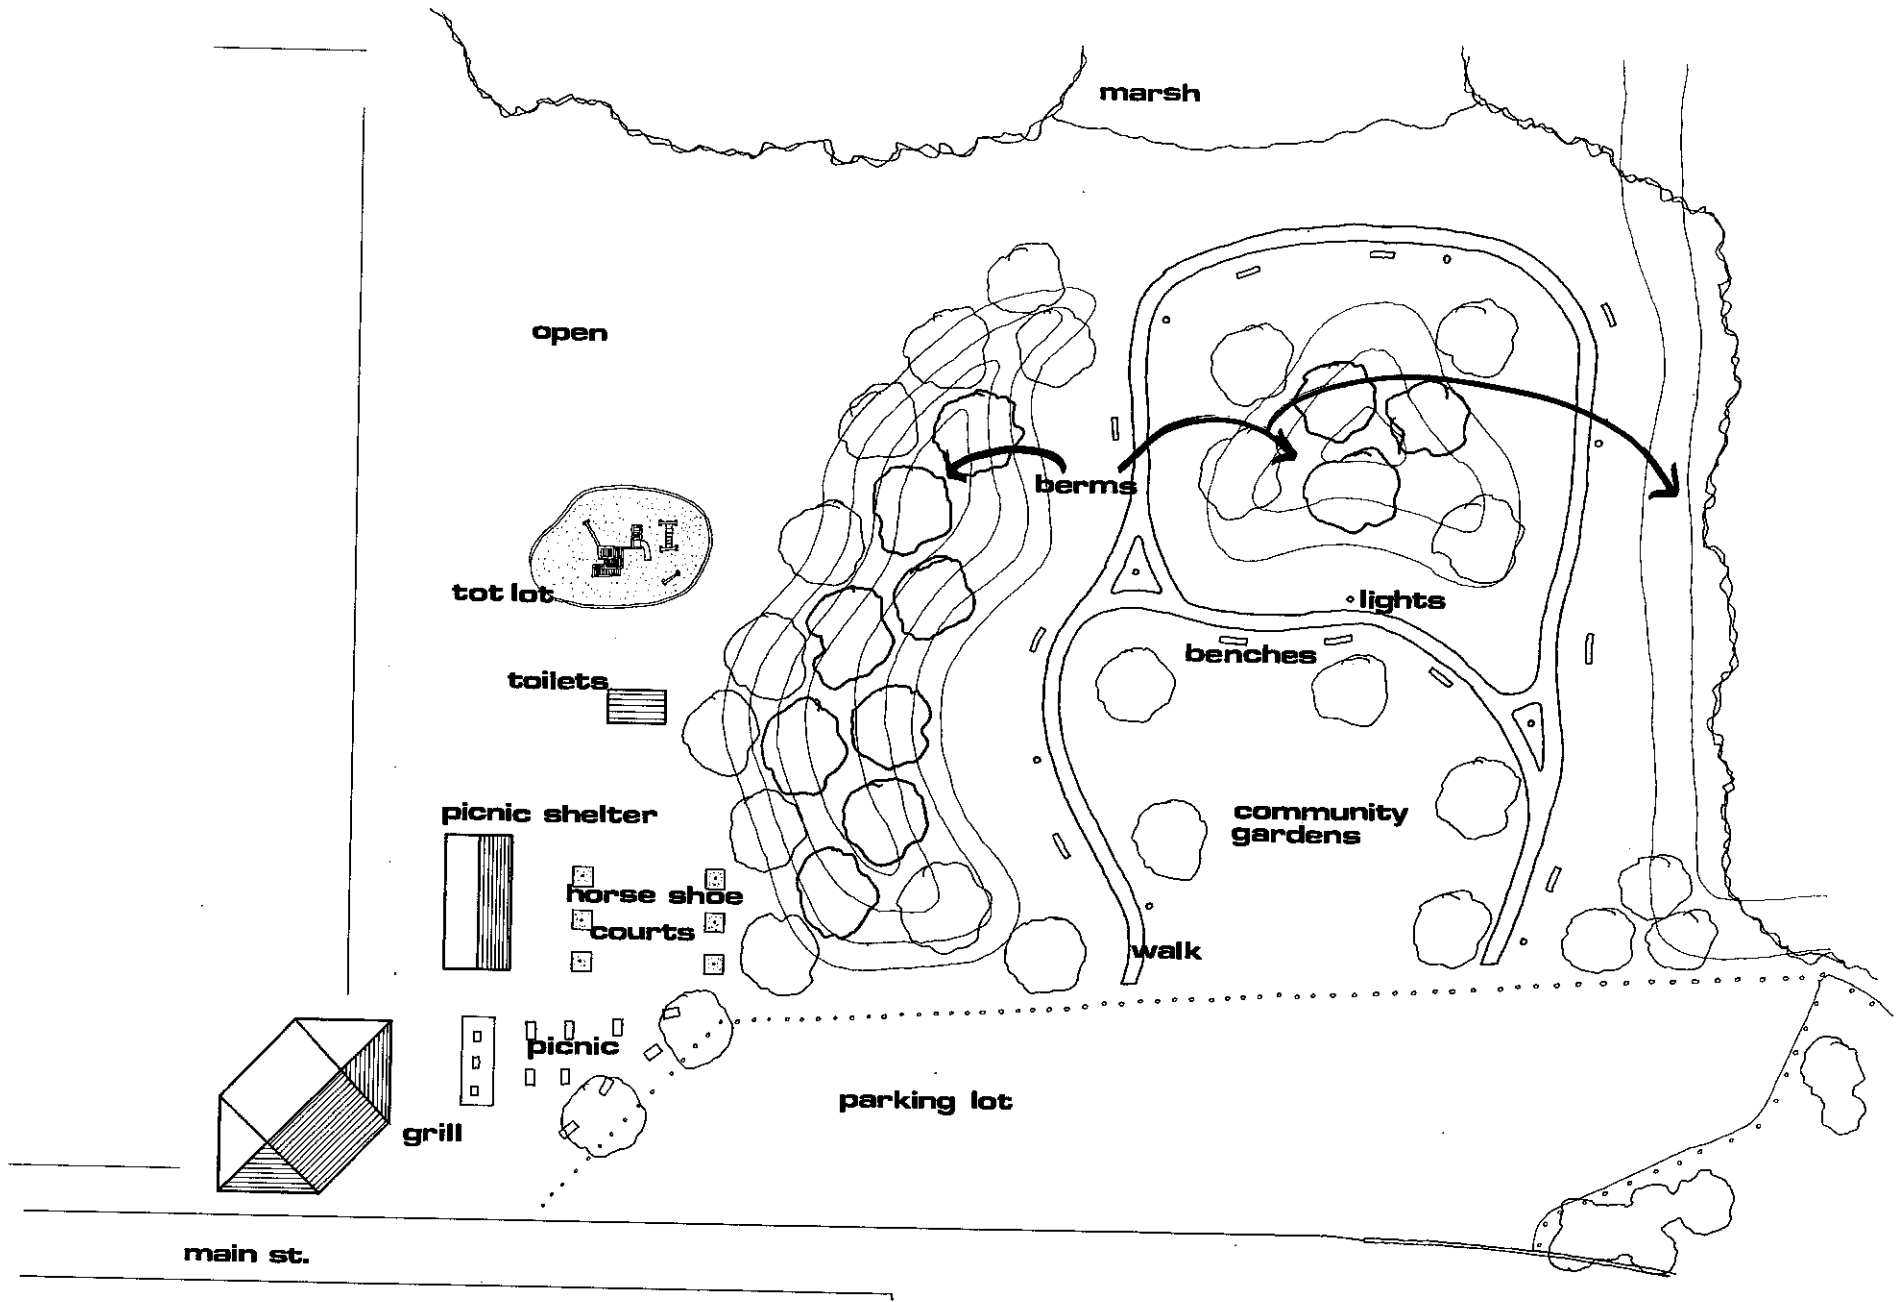 marsh
open
berms
tot lot
lights
benches
toilets
picnic shelter
community
gardens
horse shoe
courts
walk
picnic
parking lot
grill
main st.